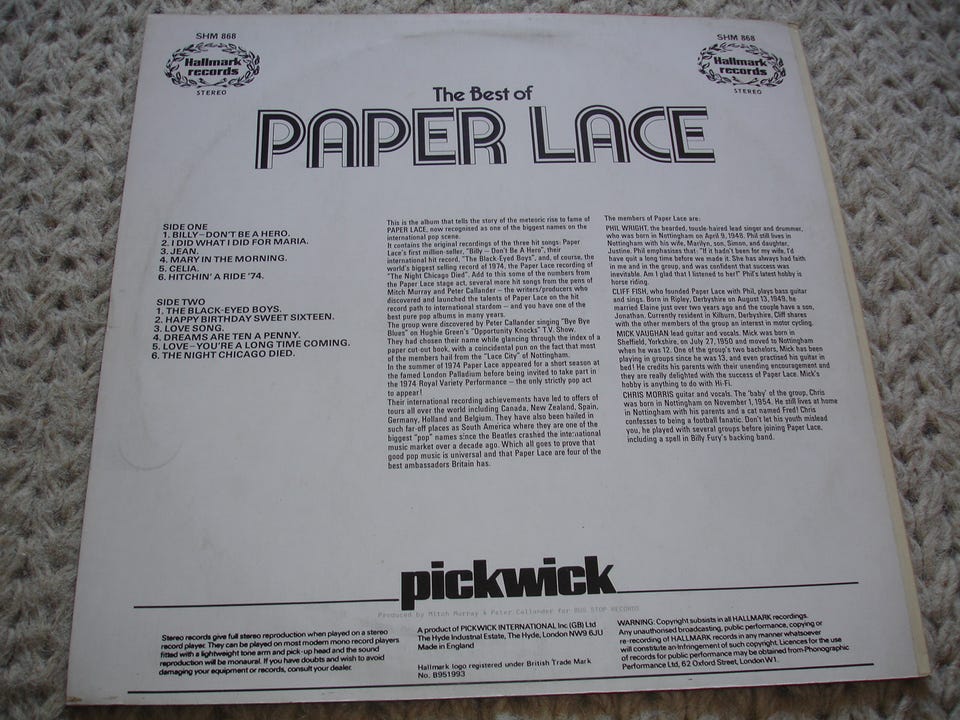 SHM 868
Hallmark
records
STEREO
SHM 868
Hallmark
records
STEREO
The Best of
PAPER LACE
SIDE ONE
1. BILLY–DON'T BE A HERO.
2. I DID WHAT I DID FOR MARIA.
3. JEAN.
4. MARY IN THE MORNING.
5. CELIA.
6. HITCHIN' A RIDE '74.
SIDE TWO
1. THE BLACK-EYED BOYS.
2. HAPPY BIRTHDAY SWEET SIXTEEN.
3. LOVE SONG.
4. DREAMS ARE TEN A PENNY.
5. LOVE–YOU'RE A LONG TIME COMING.
6. THE NIGHT CHICAGO DIED.
This is the album that tells the story of the meteoric rise to fame of
PAPER LACE, now recognised as one of the biggest names on the
international pop scene.
It contains the original recordings of the three hit songs: Paper
Lace's first million-seller, "Billy – Don't Be A Hero", their
international hit record, "The Black-Eyed Boys", and, of course, the
world's biggest selling record of 1974, the Paper Lace recording of
"The Night Chicago Died". Add to this some of the numbers from
the Paper Lace stage act, several more hit songs from the pens of
Mitch Murray and Peter Callander – the writers/producers who
discovered and launched the talents of Paper Lace on the hit
record path to international stardom – and you have one of the
best pure pop albums in many years.
The group were discovered by Peter Callander singing "Bye Bye
Blues" on Hughie Green's "Opportunity Knocks" T.V. Show.
They had chosen their name while glancing through the index of a
paper cut-out book, with a coincidental pun on the fact that most
of the members hail from the "Lace City" of Nottingham.
In the summer of 1974 Paper Lace appeared for a short season at
the famed London Palladium before being invited to take part in
the 1974 Royal Variety Performance – the only strictly pop act
to appear!
Their international recording achievements have led to offers of
tours all over the world including Canada, New Zealand, Spain,
Germany, Holland and Belgium. They have also been hailed in
such far-off places as South America where they are one of the
biggest "pop" names since the Beatles crashed the international
music market over a decade ago. Which all goes to prove that
good pop music is universal and that Paper Lace are four of the
best ambassadors Britain has.
The members of Paper Lace are:
PHIL WRIGHT, the bearded, tousle-haired lead singer and drummer,
who was born in Nottingham on April 9, 1948. Phil still lives in
Nottingham with his wife, Marilyn, son, Simon, and daughter,
Justine. Phil emphasises that: "If it hadn't been for my wife, I'd
have quit a long time before we made it. She has always had faith
in me and in the group, and was confident that success was
inevitable. Am I glad that I listened to her!" Phil's latest hobby is
horse riding.
CLIFF FISH, who founded Paper Lace with Phil, plays bass guitar
and sings. Born in Ripley, Derbyshire on August 13, 1949, he
married Elaine just over two years ago and the couple have a son,
Jonathan. Currently resident in Kilburn, Derbyshire, Cliff shares
with the other members of the group an interest in motor cycling.
MICK VAUGHAN lead guitar and vocals. Mick was born in
Sheffield, Yorkshire, on July 27, 1950 and moved to Nottingham
when he was 12. One of the group's two bachelors, Mick has been
playing in groups since he was 13, and even practised his guitar in
bed! He credits his parents with their unending encouragement and
they are really delighted with the success of Paper Lace. Mick's
hobby is anything to do with Hi-Fi.
CHRIS MORRIS guitar and vocals. The 'baby' of the group, Chris
was born in Nottingham on November 1, 1954. He still lives at home
in Nottingham with his parents and a cat named Fred! Chris
confesses to being a football fanatic. Don't let his youth mislead
you, he played with several groups before joining Paper Lace,
including a spell in Billy Fury's backing band.
pickwick
Produced by Mitch Murray & Peter Callander for BUS STOP RECORDS
Stereo records give full stereo reproduction when played on a stereo
record player. They can be played on most modern mono record players
fitted with a lightweight tone arm and pick-up head and the sound
reproduction will be monaural. If you have doubts and wish to avoid
damaging your equipment or records, consult your dealer.
A product of PICKWICK INTERNATIONAL Inc (GB) Ltd
The Hyde Industrial Estate, The Hyde, London NW9 6JU
Made in England
Hallmark logo registered under British Trade Mark
No. B951993
WARNING: Copyright subsists in all HALLMARK recordings.
Any unauthorised broadcasting, public performance, copying or
re-recording of HALLMARK records in any manner whatsoever
will constitute an infringement of such copyright. Licences for the use
of records for public performance may be obtained from Phonographic
Performance Ltd, 62 Oxford Street, London W1.